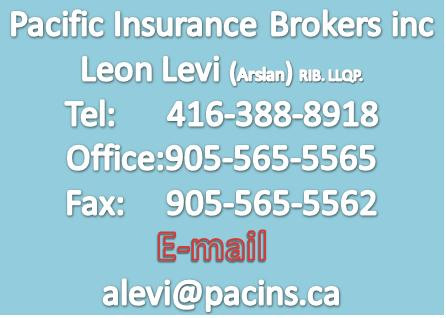 Pacific Insurance Brokers inc
Leon Levi (Arslan) RIB. LLQP.
Tel: 416-388-8918
Office:905-565-5565
Fax: 905-565-5562
E-mail
alevi@pacins.ca